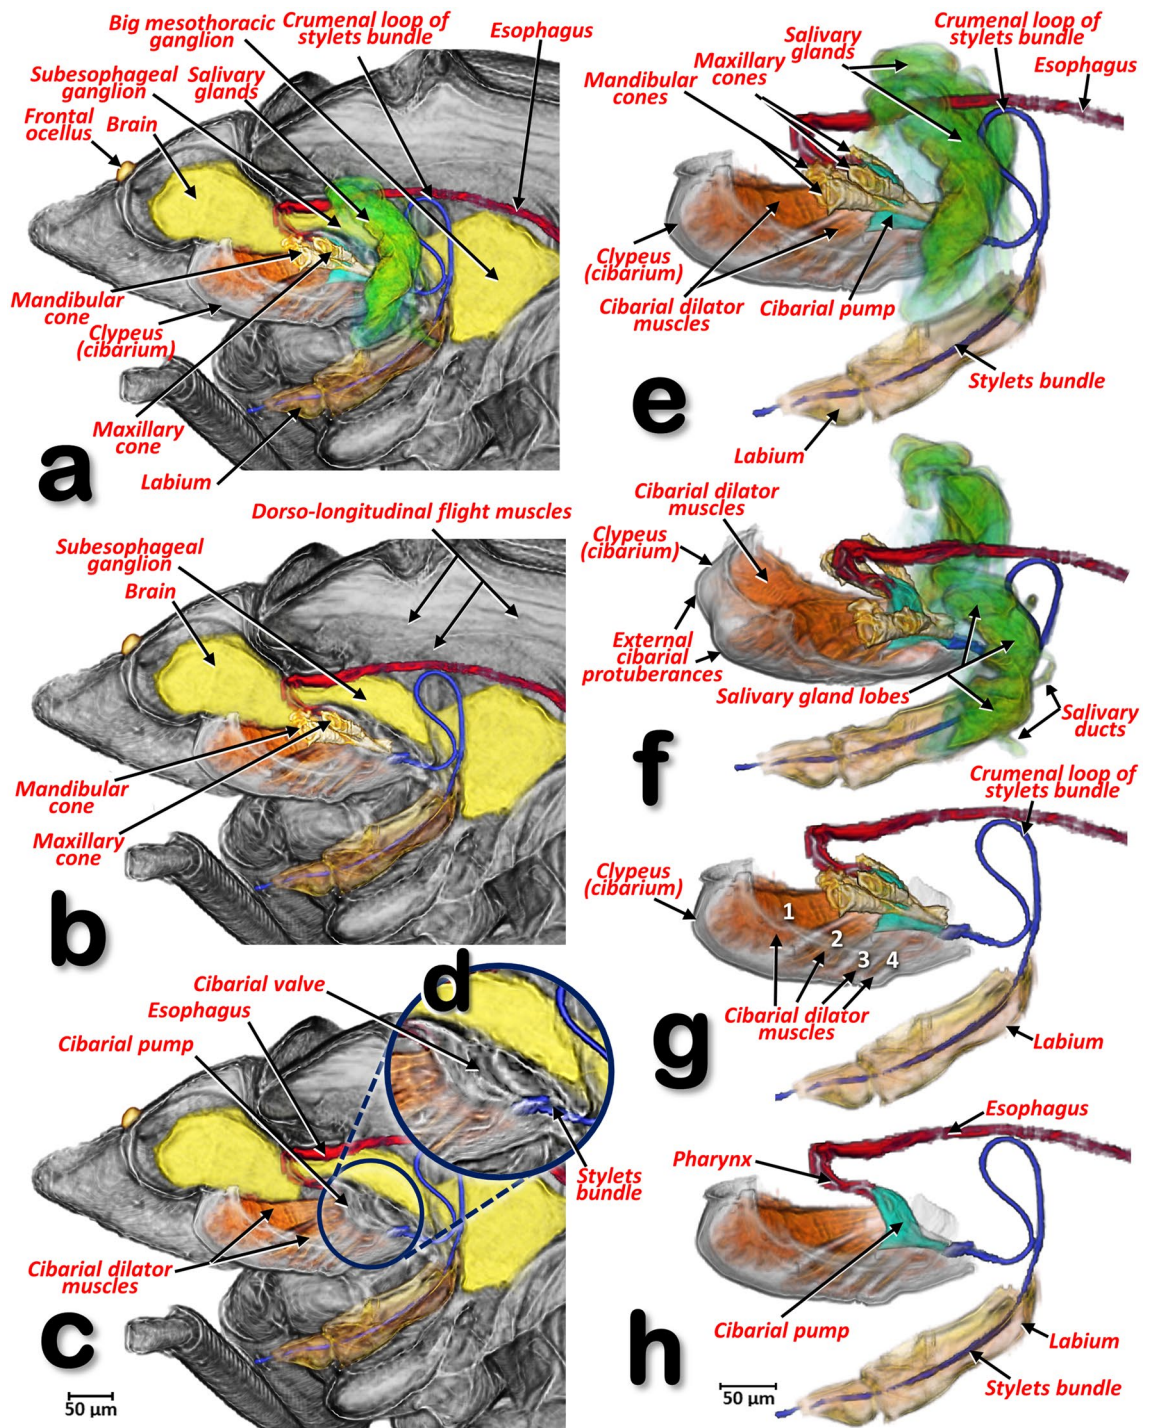 Big mesothoracic
ganglion
Crumenal loop of
stylets bundle
Esophagus
Subesophageal
ganglion
Salivary
glands
Frontal
ocellus
Brain
Mandibular
cone
Clypeus
(cibarium)
Maxillary
cone
Labium
a
Dorso-longitudinal flight muscles
Subesophageal
ganglion
Brain
Mandibular
cone
Maxillary
cone
b
d
Cibarial valve
Esophagus
Cibarial pump
Stylets
bundle
Cibarial dilator
muscles
c
50 µm
Crumenal loop of
stylets bundle
Salivary
glands
Maxillary
cones
Esophagus
Mandibular
cones
Clypeus
(cibarium)
Cibarial dilator
muscles
Cibarial pump
Stylets bundle
e
Labium
Cibarial dilator
muscles
Clypeus
(cibarium)
External
cibarial
protuberances
Salivary gland lobes
Salivary
ducts
f
Crumenal loop of
stylets bundle
Clypeus
(cibarium)
1
2
3
4
Cibarial dilator
muscles
Labium
g
Esophagus
Pharynx
Cibarial pump
Labium
Stylets bundle
h
50 µm